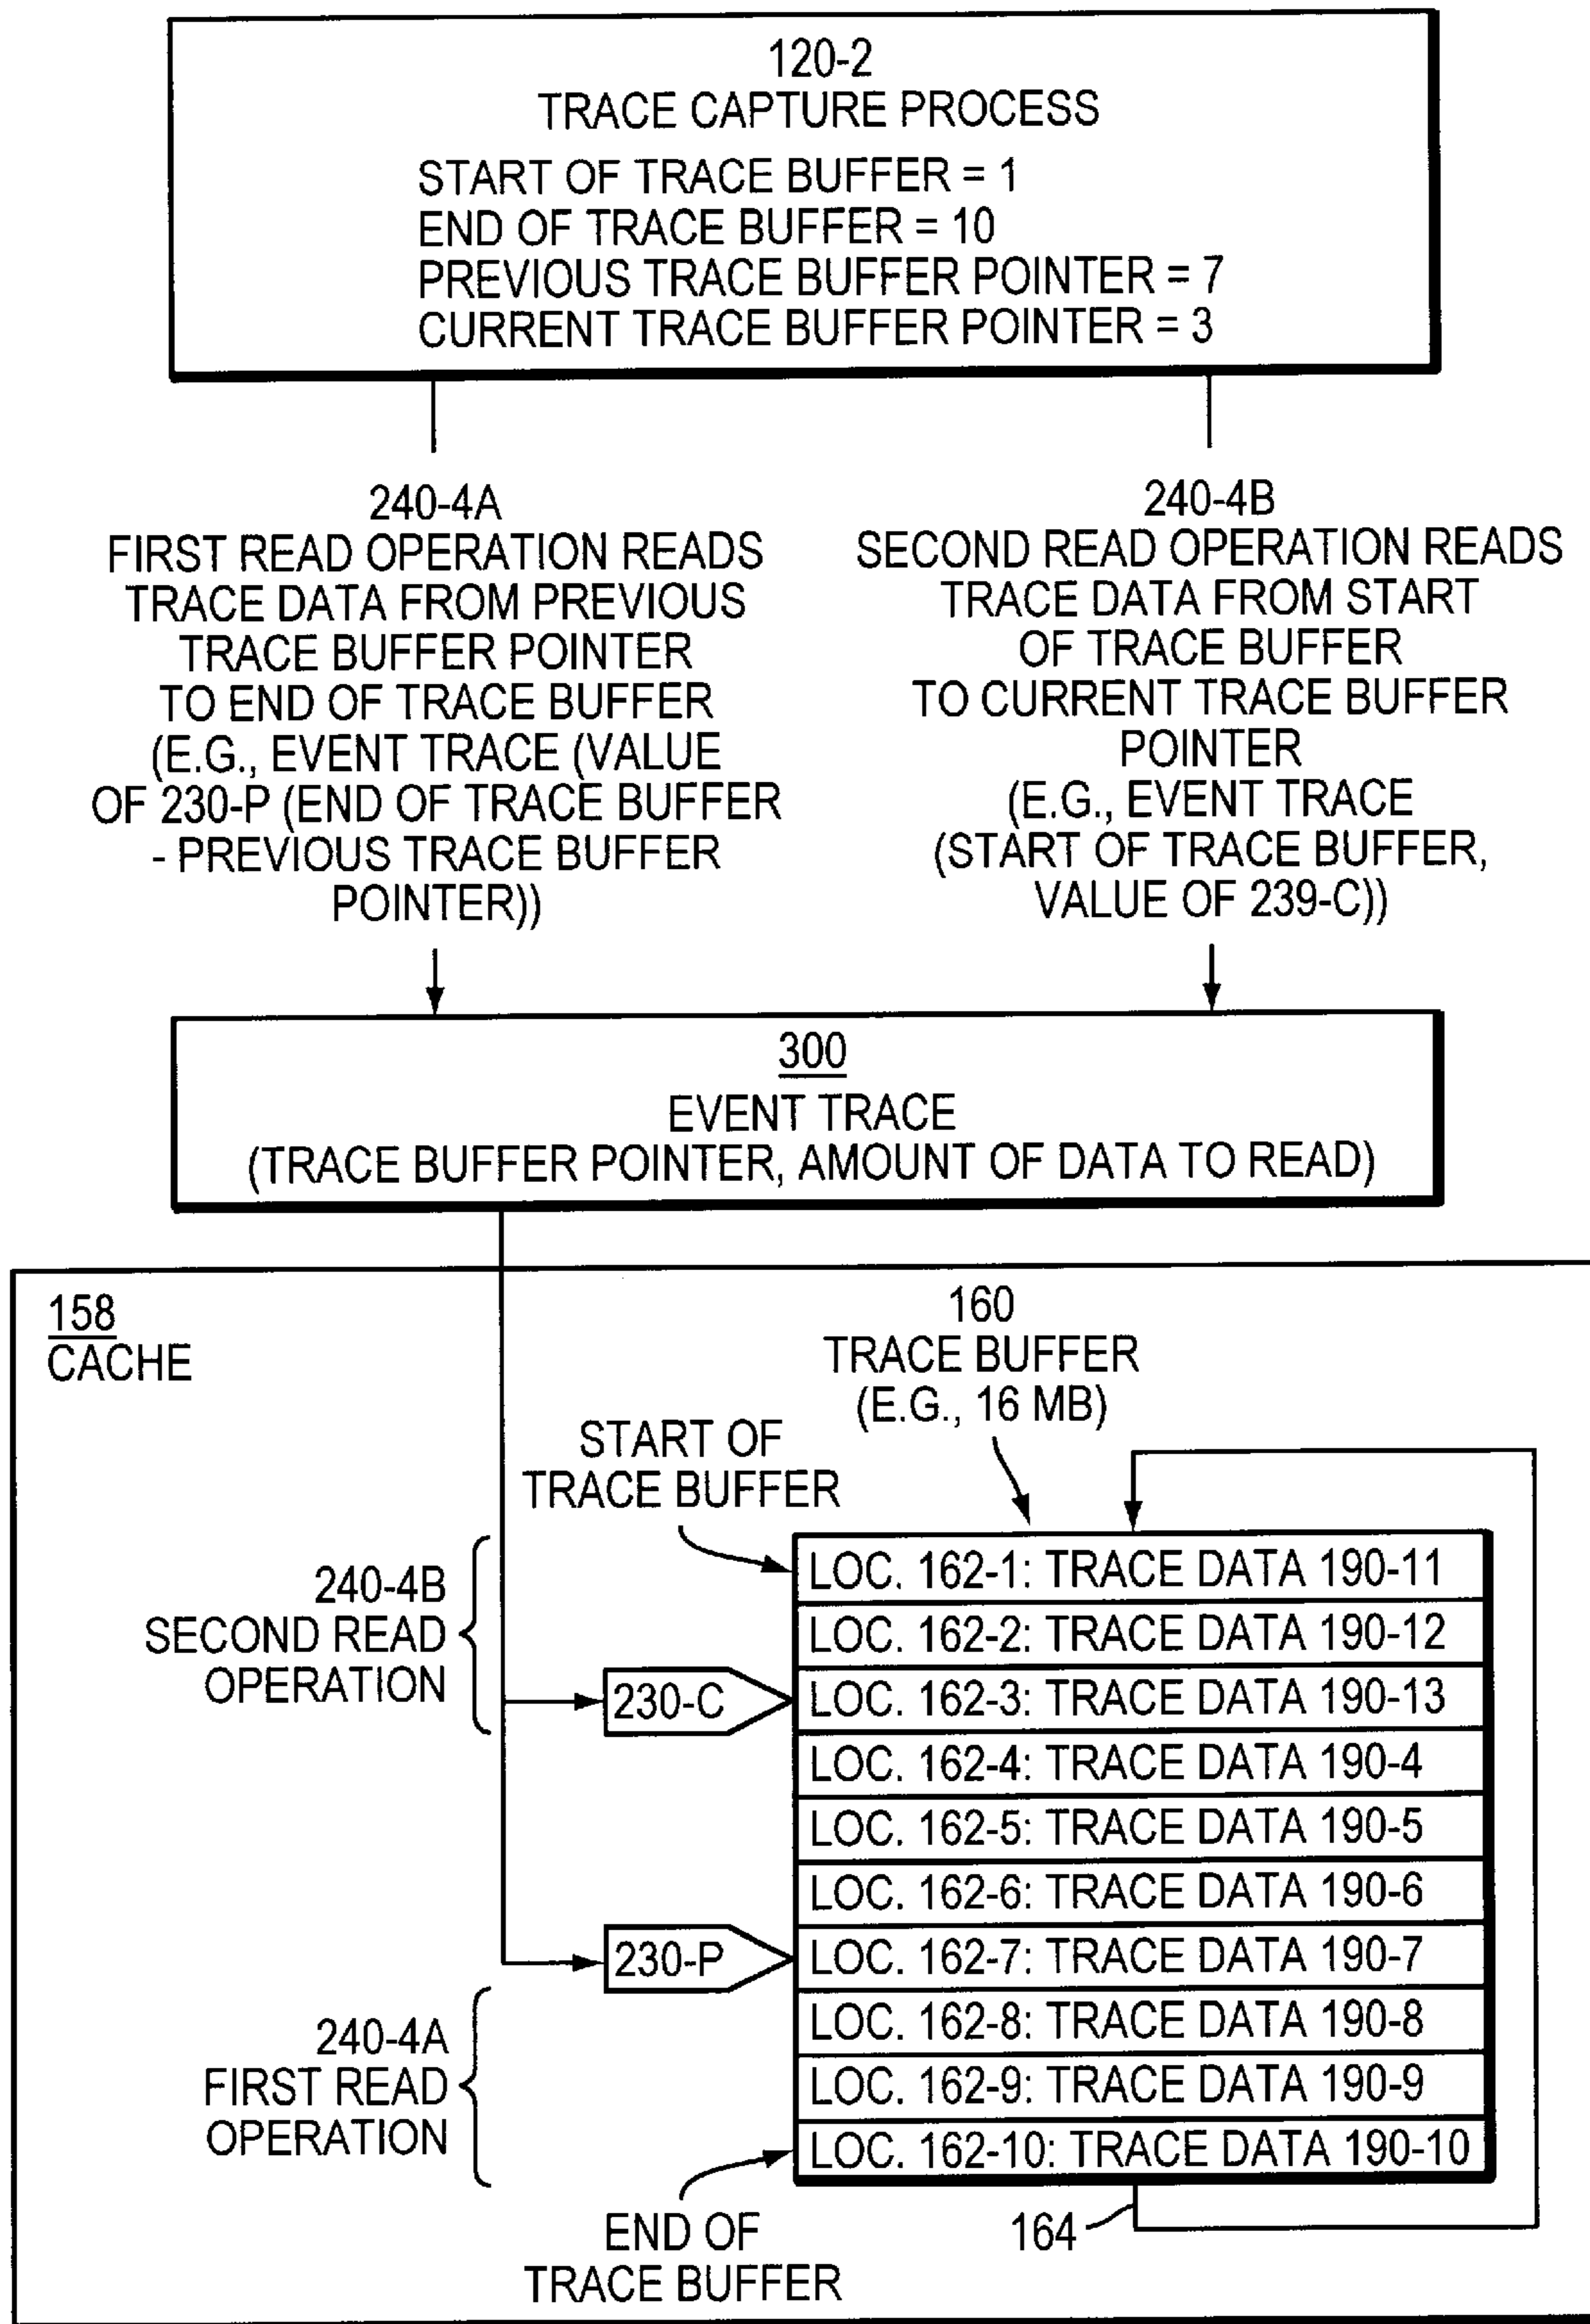 120-2
TRACE CAPTURE PROCESS
START OF TRACE BUFFER = 1
END OF TRACE BUFFER = 10
PREVIOUS TRACE BUFFER POINTER = 7
CURRENT TRACE BUFFER POINTER = 3
240-4A
FIRST READ OPERATION READS
TRACE DATA FROM PREVIOUS
TRACE BUFFER POINTER
TO END OF TRACE BUFFER
(E.G., EVENT TRACE (VALUE
OF 230-P (END OF TRACE BUFFER
- PREVIOUS TRACE BUFFER
POINTER))
240-4B
SECOND READ OPERATION READS
TRACE DATA FROM START
OF TRACE BUFFER
TO CURRENT TRACE BUFFER
POINTER
(E.G., EVENT TRACE
(START OF TRACE BUFFER,
VALUE OF 239-C))
300
EVENT TRACE
(TRACE BUFFER POINTER, AMOUNT OF DATA TO READ)
158
CACHE
160
TRACE BUFFER
(E.G., 16 MB)
START OF
TRACE BUFFER
240-4B
SECOND READ
OPERATION
230-C
230-P
240-4A
FIRST READ
OPERATION
LOC. 162-1: TRACE DATA 190-11
LOC. 162-2: TRACE DATA 190-12
LOC. 162-3: TRACE DATA 190-13
LOC. 162-4: TRACE DATA 190-4
LOC. 162-5: TRACE DATA 190-5
LOC. 162-6: TRACE DATA 190-6
LOC. 162-7: TRACE DATA 190-7
LOC. 162-8: TRACE DATA 190-8
LOC. 162-9: TRACE DATA 190-9
LOC. 162-10: TRACE DATA 190-10
END OF
TRACE BUFFER
164